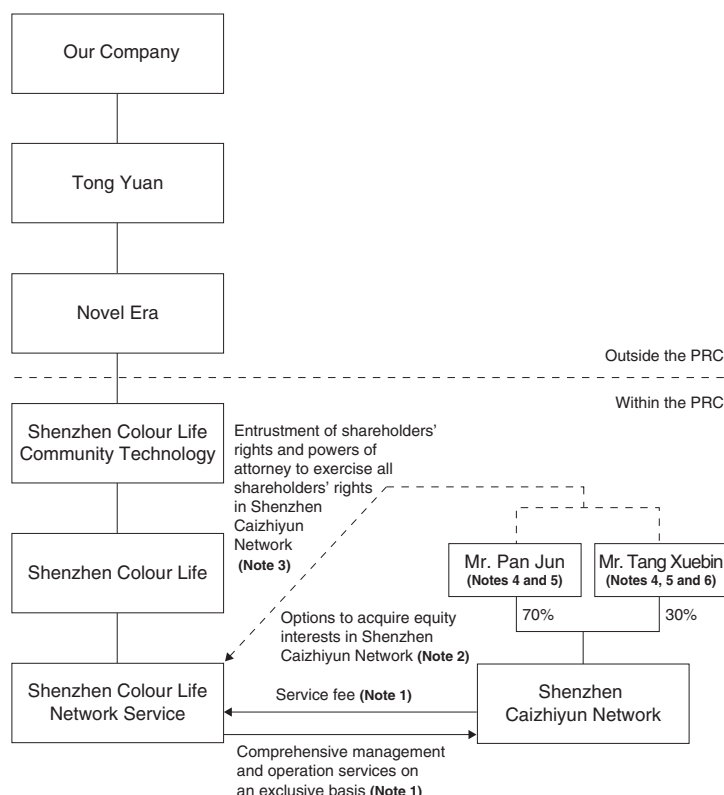 Our Company
Tong Yuan
Novel Era
Outside the PRC
Within the PRC
Shenzhen Colour Life
Community Technology
Entrustment of shareholders'
rights and powers of
attorney to exercise all
shareholders' rights
in Shenzhen
Caizhiyun
Network
(Note 3)
Shenzhen Colour Life
Mr. Pan Jun
(Notes 4 and 5)
Mr. Tang Xuebin
(Notes 4, 5 and 6)
70%
30%
Options to acquire equity
interests in Shenzhen
Caizhiyun Network (Note 2)
Shenzhen Colour Life
Network Service
Service fee (Note 1)
Shenzhen
Caizhiyun Network
Comprehensive management
and operation services on
an exclusive basis (Note 1)